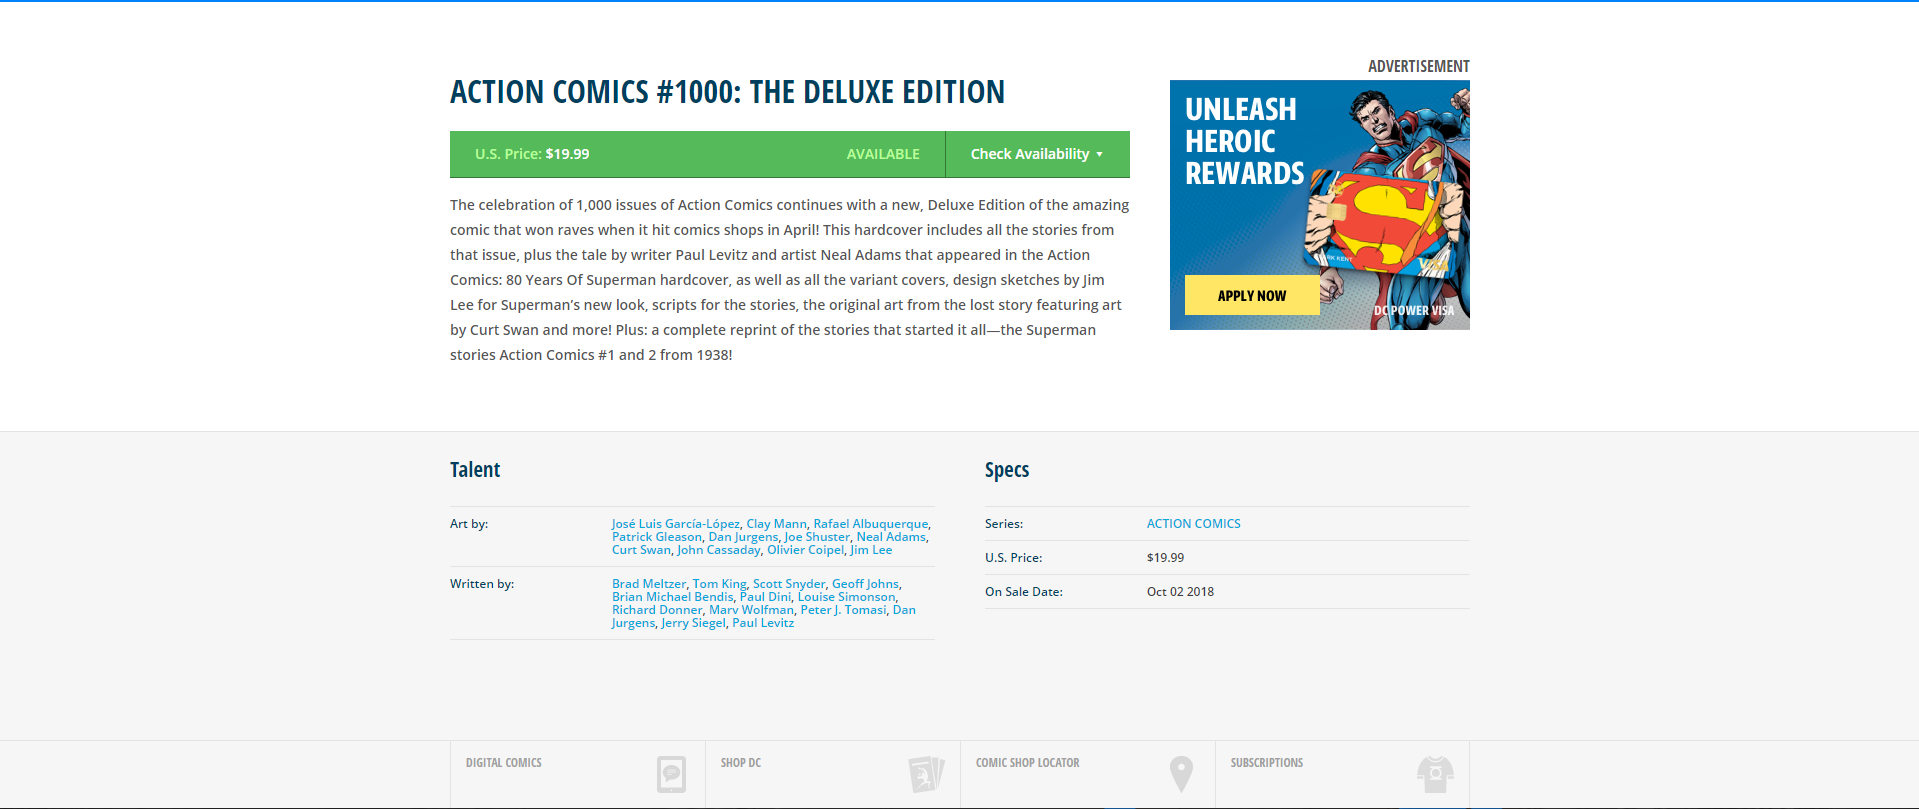 ADVERTISEMENT
ACTION COMICS #1000: THE DELUXE EDITION
U.S. Price: $19.99 AVAILABLE Check Availability
The celebration of 1,000 issues of Action Comics continues with a new, Deluxe Edition of the amazing
comic that won raves when it hit comics shops in April! This hardcover includes all the stories from
that issue, plus the tale by writer Paul Levitz and artist Neal Adams that appeared in the Action
Comics: 80 Years Of Superman hardcover, as well as all the variant covers, design sketches by Jim
Lee for Superman’s new look, scripts for the stories, the original art from the lost story featuring art
by Curt Swan and more! Plus: a complete reprint of the stories that started it all—the Superman
stories Action Comics #1 and 2 from 1938!
UNLEASH
HEROIC
REWARDS
KENT
VISA
APPLY NOW
DC POWER VISA
Talent
Art by:
José Luis García-López, Clay Mann, Rafael Albuquerque,
Patrick Gleason, Dan Jurgens, Joe Shuster, Neal Adams,
Curt Swan, John Cassaday, Olivier Coipel, Jim Lee
Written by:
Brad Meltzer, Tom King, Scott Snyder, Geoff Johns,
Brian Michael Bendis, Paul Dini, Louise Simonson,
Richard Donner, Marv Wolfman, Peter J. Tomasi, Dan
Jurgens, Jerry Siegel, Paul Levitz
Specs
Series: ACTION COMICS
U.S. Price: $19.99
On Sale Date: Oct 02 2018
DIGITAL COMICS
SHOP DC
COMIC SHOP LOCATOR
SUBSCRIPTIONS